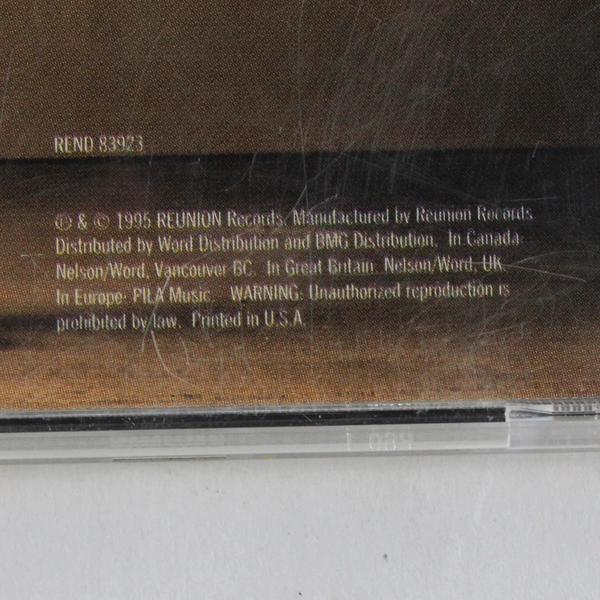 REND 83923
℗ & © 1995 REUNION Records. Manufactured by Reunion Records.
Distributed by Word Distribution and BMG Distribution. In Canada:
Nelson/Word, Vancouver BC. In Great Britain: Nelson/Word, UK.
In Europe: PILA Music WARNING: Unauthorized reproduction is
prohibited by law. Printed in U.S.A.